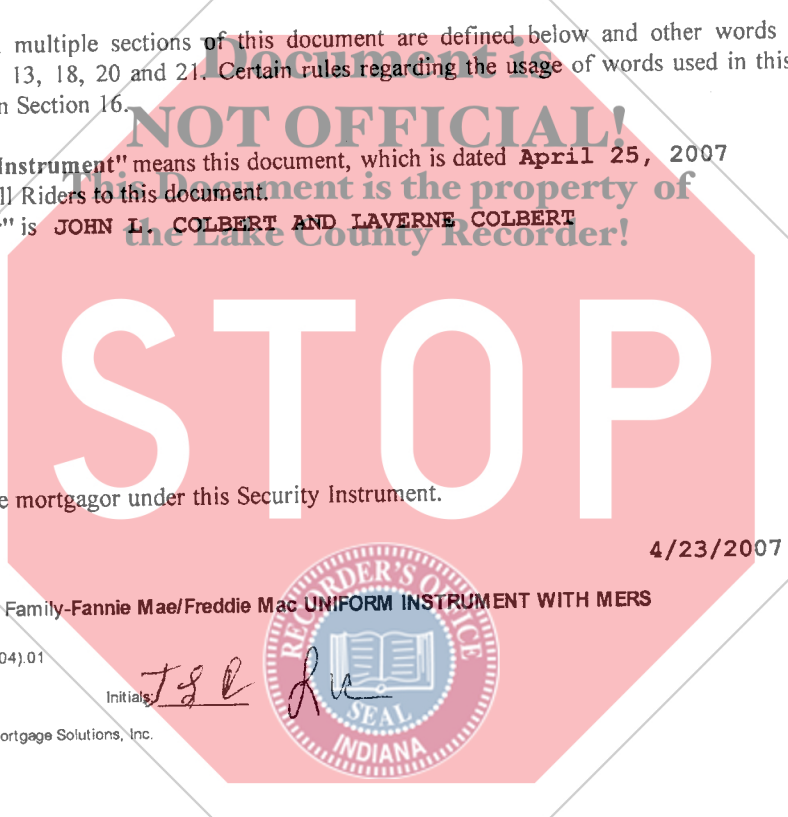 multiple sections of this document are defined below and other words
Document is
13, 18, 20 and 21. Certain rules regarding the usage of words used in this
n Section 16.
NOT OFFICIAL!
Instrument" means this document, which is dated April 25, 2007
This Document is the property of
ll Riders to this document.
" is JOHN L. COLBERT AND LAVERNE COLBERT
the Lake County Recorder!
STOP
e mortgagor under this Security Instrument.
4/23/2007
RECORDER'S OFFICE
Family-Fannie Mae/Freddie Mac UNIFORM INSTRUMENT WITH MERS
04).01
Initials:
SEAL
ortgage Solutions, Inc.
INDIANA